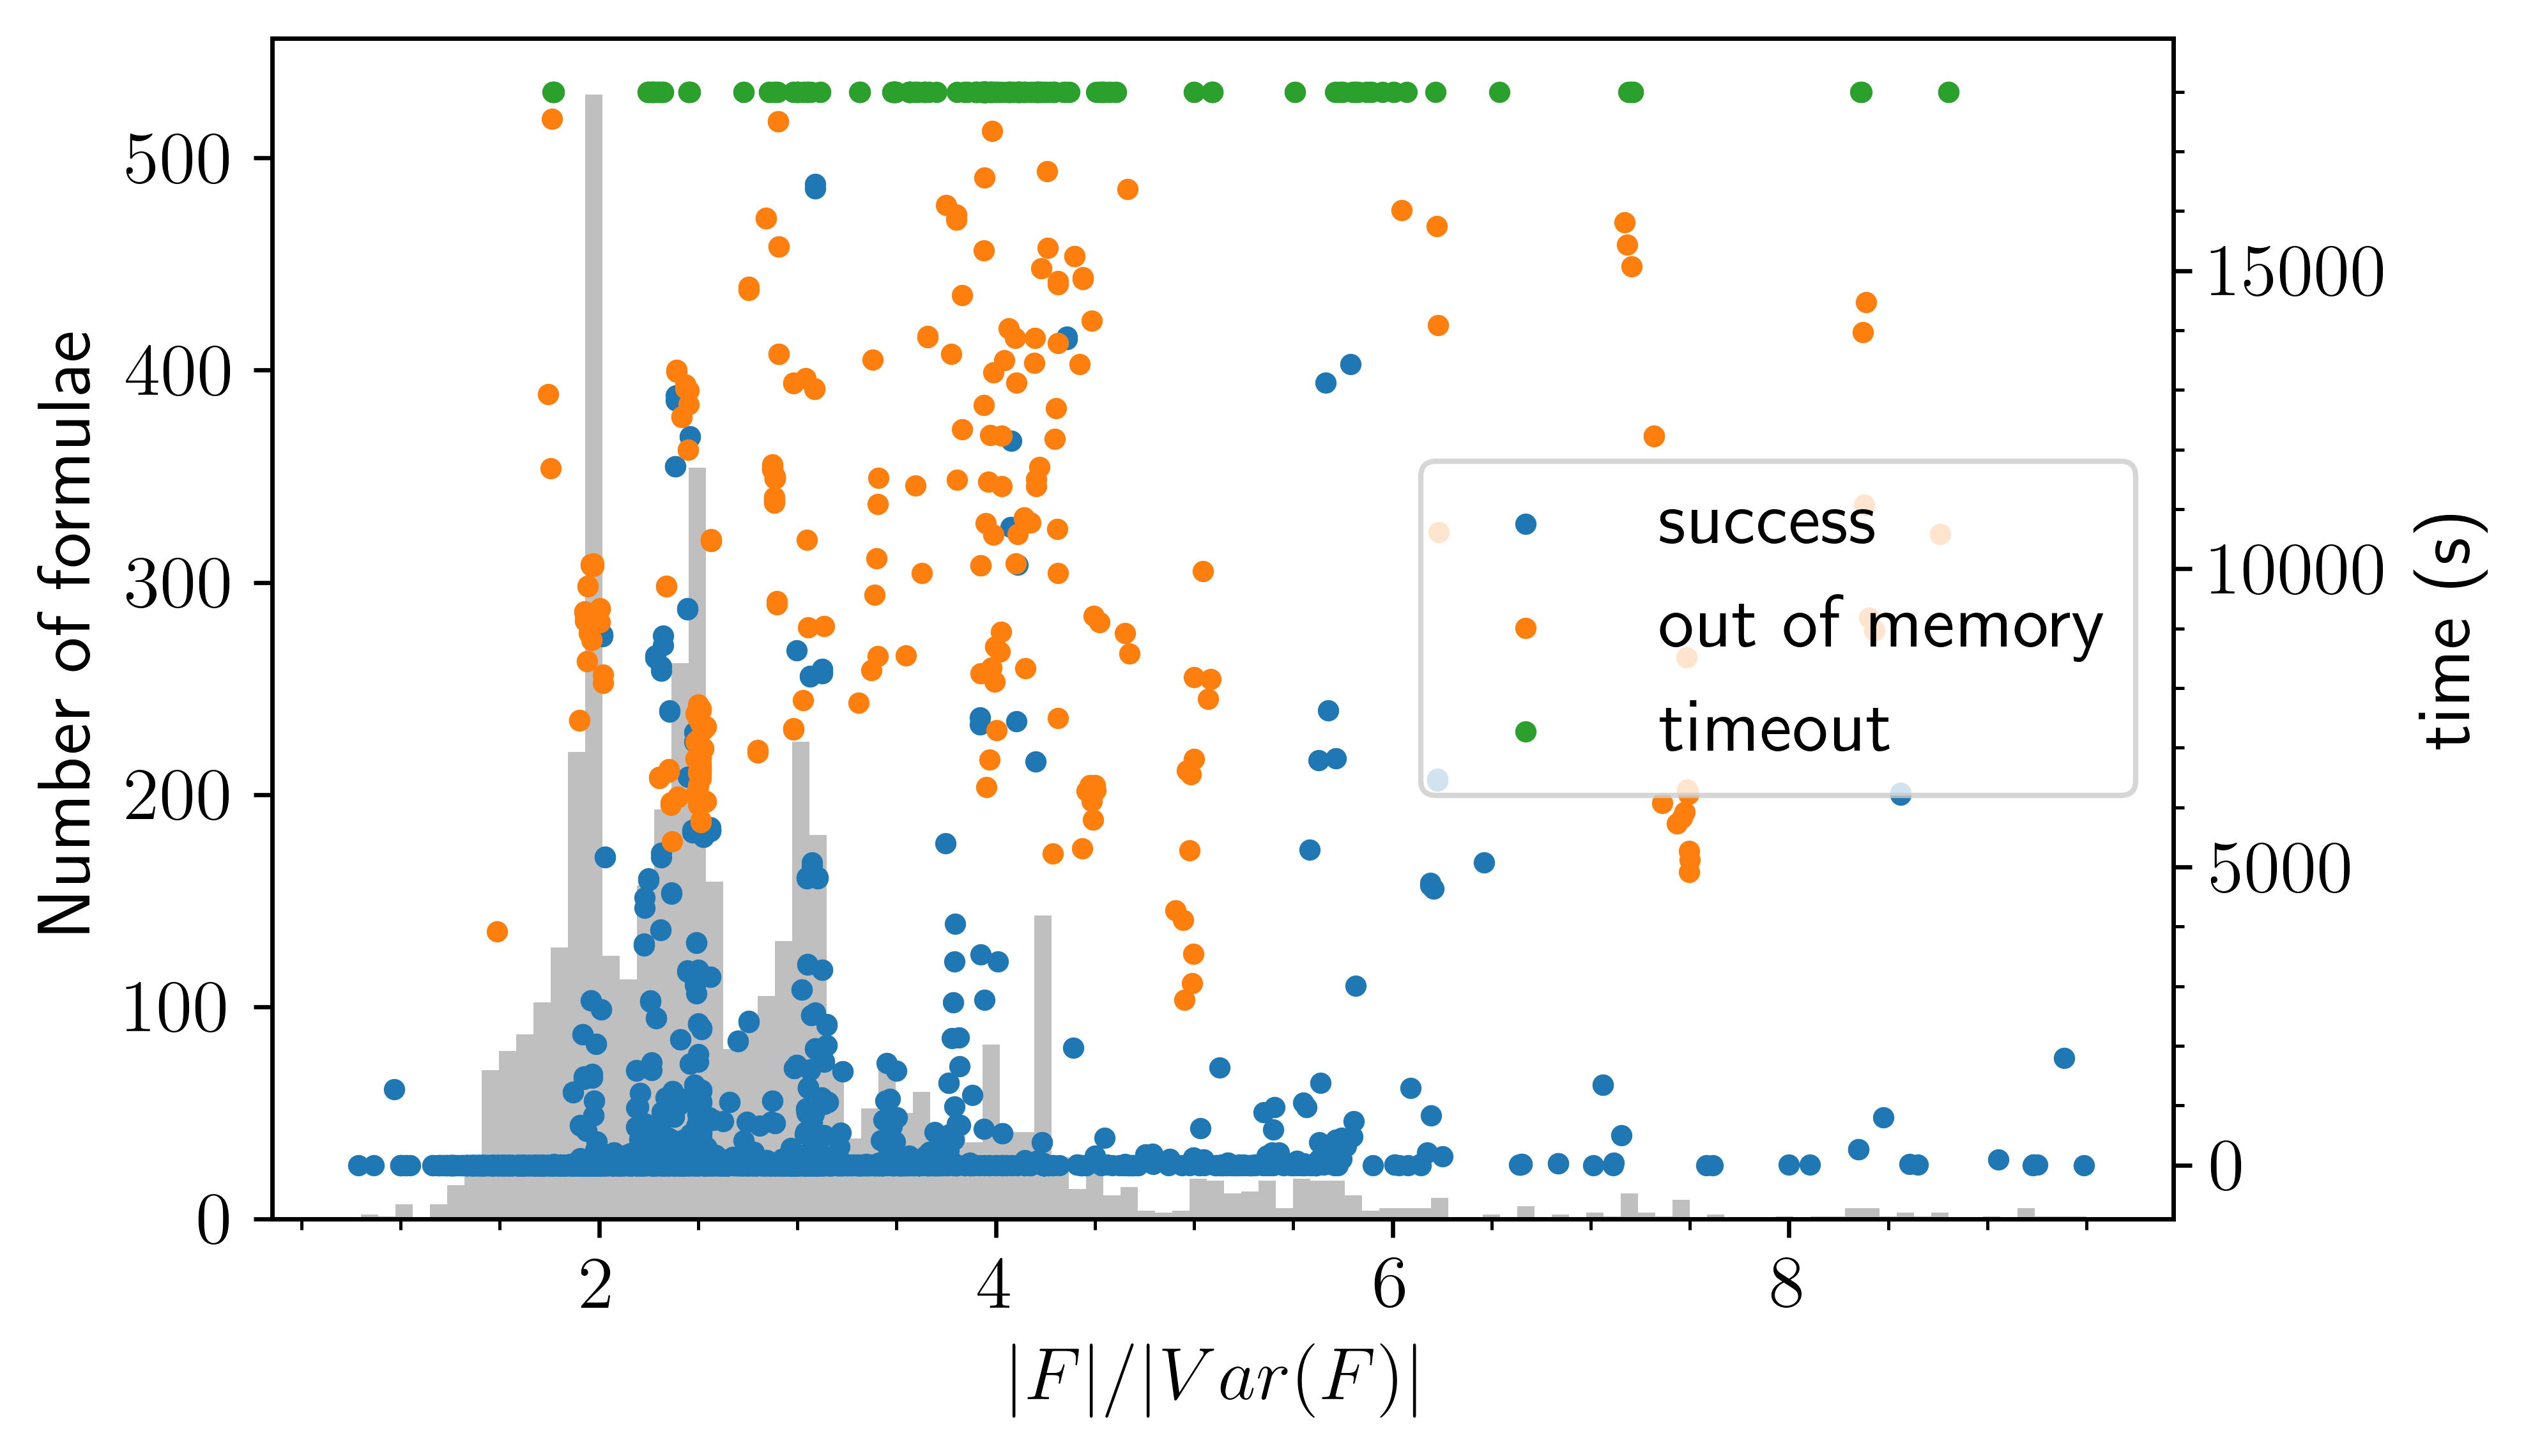 Number of formulae
500
400
300
200
100
0
15000
10000
5000
0
time (s)
success
out of memory
timeout
2 4 6 8
|F|/|Var(F)|